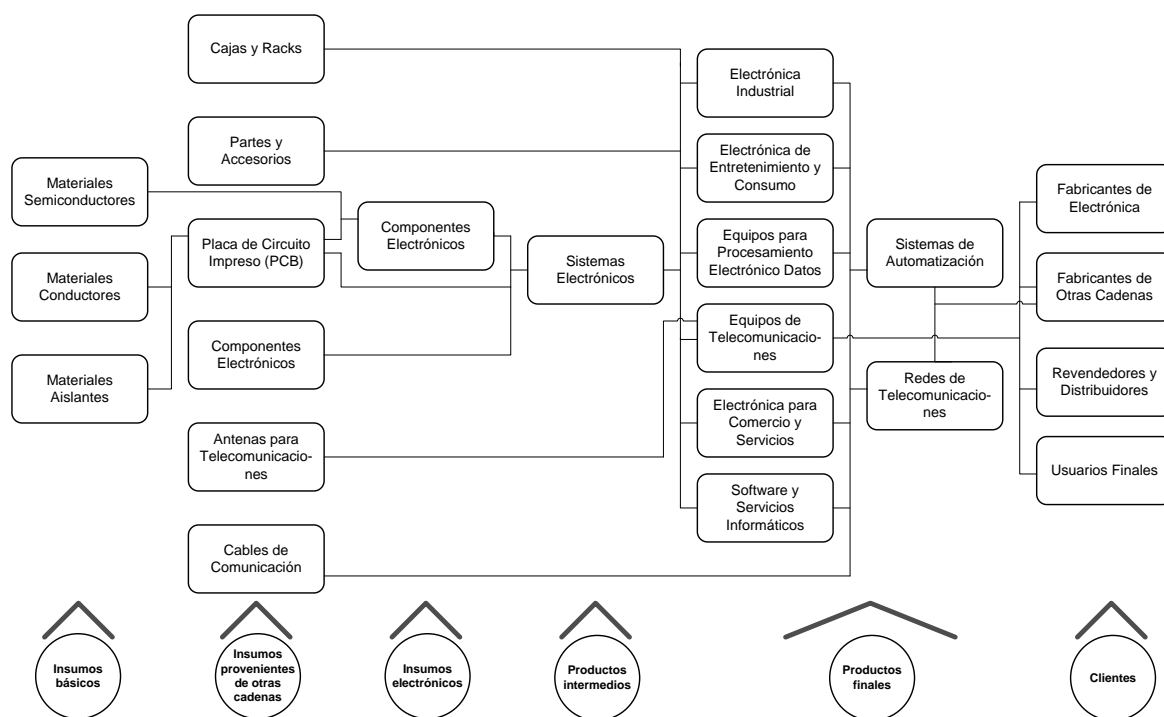 Cajas y Racks
Partes y
Accesorios
Materiales
Semiconductores
Materiales
Conductores
Materiales
Aislantes
Placa de Circuito
Impreso (PCB)
Componentes
Electrónicos
Antenas para
Telecomunicacio-
nes
Cables de
Comunicación
Componentes
Electrónicos
Sistemas
Electrónicos
Electrónica
Industrial
Electrónica de
Entretenimiento y
Consumo
Equipos para
Procesamiento
Electrónico Datos
Equipos de
Telecomunicacio-
nes
Electrónica para
Comercio y
Servicios
Software y
Servicios
Informáticos
Sistemas de
Automatización
Redes de
Telecomunicacio-
nes
Fabricantes de
Electrónica
Fabricantes de
Otras Cadenas
Revendedores y
Distribuidores
Usuarios Finales
Insumos
básicos
Insumos
provenientes
de otras
cadenas
Insumos
electrónicos
Productos
intermedios
Productos
finales
Clientes